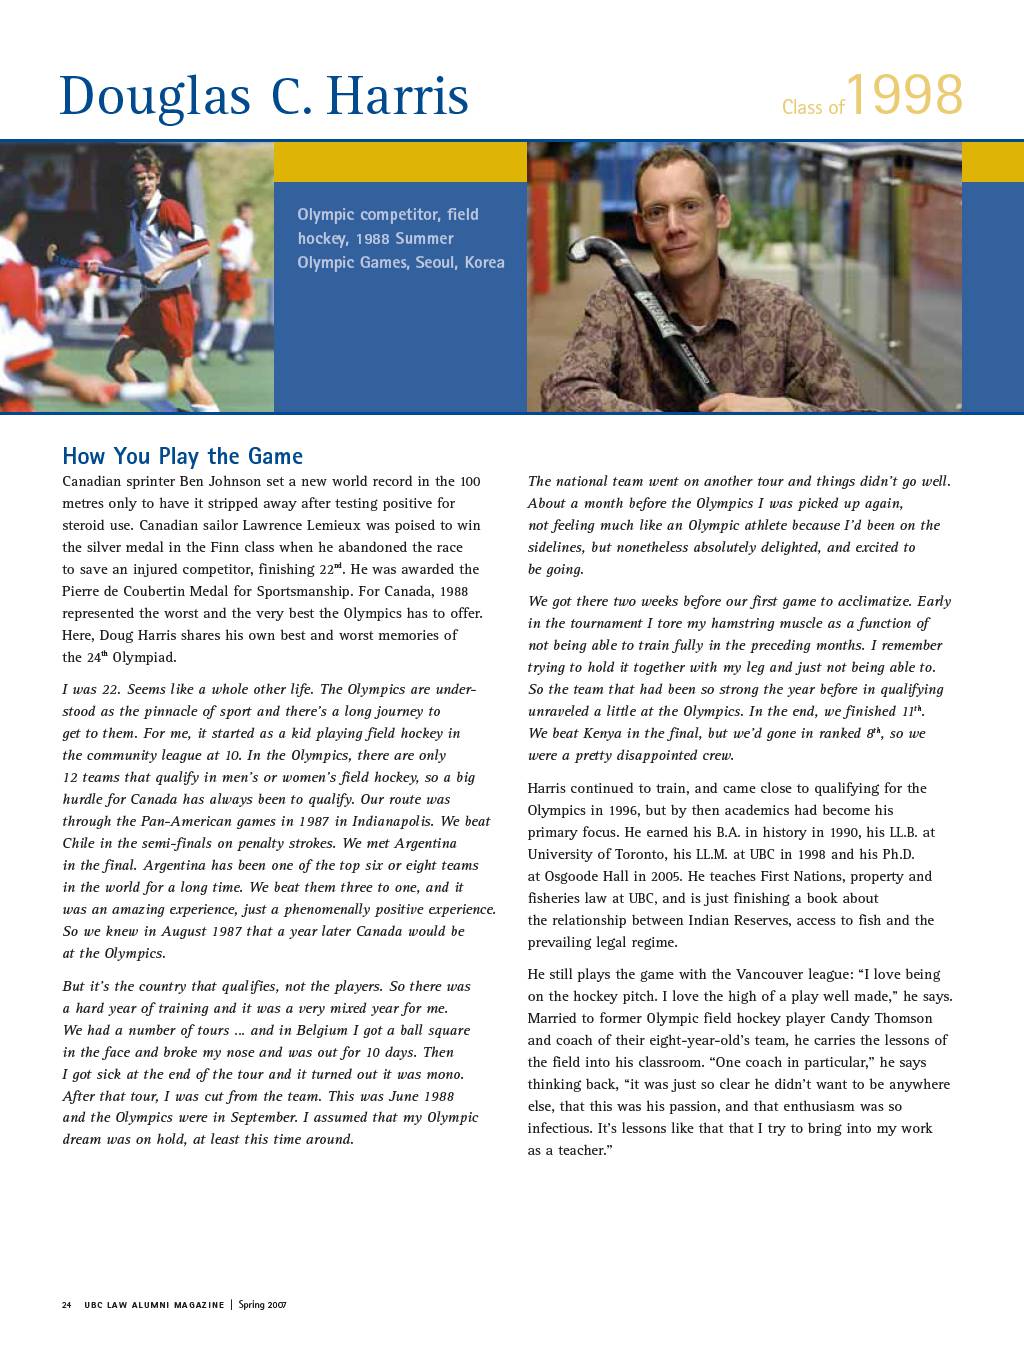 Douglas C. Harris
Class of 1998
Olympic competitor, field
hockey, 1988 Summer
Olympic Games, Seoul, Korea
How You Play the Game
Canadian sprinter Ben Johnson set a new world record in the 100
metres only to have it stripped away after testing positive for
steroid use. Canadian sailor Lawrence Lemieux was poised to win
the silver medal in the Finn class when he abandoned the race
to save an injured competitor, finishing 22nd. He was awarded the
Pierre de Coubertin Medal for Sportsmanship. For Canada, 1988
represented the worst and the very best the Olympics has to offer.
Here, Doug Harris shares his own best and worst memories of
the 24th Olympiad.
I was 22. Seems like a whole other life. The Olympics are under-
stood as the pinnacle of sport and there's a long journey to
get to them. For me, it started as a kid playing field hockey in
the community league at 10. In the Olympics, there are only
12 teams that qualify in men's or women's field hockey, so a big
hurdle for Canada has always been to qualify. Our route was
through the Pan-American games in 1987 in Indianapolis. We beat
Chile in the semi-finals on penalty strokes. We met Argentina
in the final. Argentina has been one of the top six or eight teams
in the world for a long time. We beat them three to one, and it
was an amazing experience, just a phenomenally positive experience.
So we knew in August 1987 that a year later Canada would be
at the Olympics.
But it's the country that qualifies, not the players. So there was
a hard year of training and it was a very mixed year for me.
We had a number of tours ... and in Belgium I got a ball square
in the face and broke my nose and was out for 10 days. Then
I got sick at the end of the tour and it turned out it was mono.
After that tour, I was cut from the team. This was June 1988
and the Olympics were in September. I assumed that my Olympic
dream was on hold, at least this time around.
The national team went on another tour and things didn't go well.
About a month before the Olympics I was picked up again,
not feeling much like an Olympic athlete because I'd been on the
sidelines, but nonetheless absolutely delighted, and excited to
be going.
We got there two weeks before our first game to acclimatize. Early
in the tournament I tore my hamstring muscle as a function of
not being able to train fully in the preceding months. I remember
trying to hold it together with my leg and just not being able to.
So the team that had been so strong the year before in qualifying
unraveled a little at the Olympics. In the end, we finished 11th.
We beat Kenya in the final, but we'd gone in ranked 8th, so we
were a pretty disappointed crew.
Harris continued to train, and came close to qualifying for the
Olympics in 1996, but by then academics had become his
primary focus. He earned his B.A. in history in 1990, his LL.B. at
University of Toronto, his LL.M. at UBC in 1998 and his Ph.D.
at Osgoode Hall in 2005. He teaches First Nations, property and
fisheries law at UBC, and is just finishing a book about
the relationship between Indian Reserves, access to fish and the
prevailing legal regime.
He still plays the game with the Vancouver league: “I love being
on the hockey pitch. I love the high of a play well made,” he says.
Married to former Olympic field hockey player Candy Thomson
and coach of their eight-year-old's team, he carries the lessons of
the field into his classroom. “One coach in particular,” he says
thinking back, “it was just so clear he didn't want to be anywhere
else, that this was his passion, and that enthusiasm was so
infectious. It's lessons like that that I try to bring into my work
as a teacher.”
24 UBC LAW ALUMNI MAGAZINE | Spring 2007